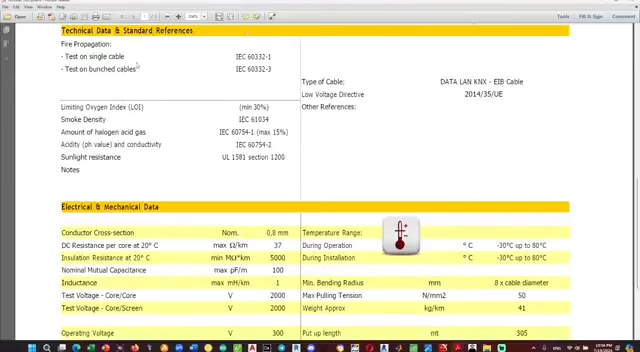 Open
Tools Fill & Sign Comment
Technical Data & Standard References
Fire Propagation:
- Test on single cable IEC 60332-1
- Test on bunched cables IEC 60332-3
Type of Cable: DATA LAN KNX - EIB Cable
Low Voltage Directive 2014/35/UE
Limiting Oxygen Index (LOI) (min 30%) Other References:
Smoke Density IEC 61034
Amount of halogen acid gas IEC 60754-1 (max 15%)
Acidity (ph value) and conductivity IEC 60754-2
Sunlight resistance UL 1581 section 1200
Notes
Electrical & Mechanical Data
Conductor Cross-section Nom. 0,8 mm Temperature Range:
DC Resistance per core at 20° C max Ω/km 37 During Operation ° C -30°C up to 80°C
Insulation Resistance at 20° C min MΩ*km 5000 During Installation ° C -30°C up to 80°C
Nominal Mutual Capacitance max pF/m 100
Inductance max mH/km 1 Min. Bending Radius mm 8 x cable diameter
Test Voltage - Core/Core V 2000 Max Pulling Tension N/mm2 50
Test Voltage - Core/Screen V 2000 Weight Approx kg/km 41
Operating Voltage V 300 Put up length mt 305
10:56 PM